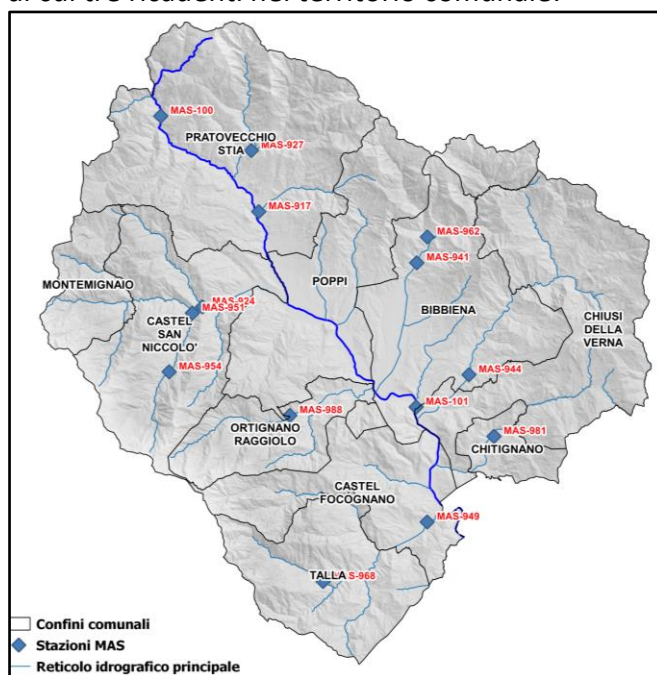 di cui tre ricadenti nel territorio comunale.
MAS-100
PRATOVECCHIO
STIA
MAS-927
MAS-917
MAS-962
MAS-941
POPPI
MONTEMIGNAIO
MAS-924
MAS-951
CASTEL
SAN
NICCOLO'
BIBBIENA
CHIUSI
DELLA
VERNA
MAS-954
MAS-944
MAS-101
MAS-988
ORTIGNANO
RAGGIOLO
MAS-981
CHITIGNANO
CASTEL
FOCOGNANO
MAS-949
TALLA
S-968
Confini comunali
Stazioni MAS
Reticolo idrografico principale